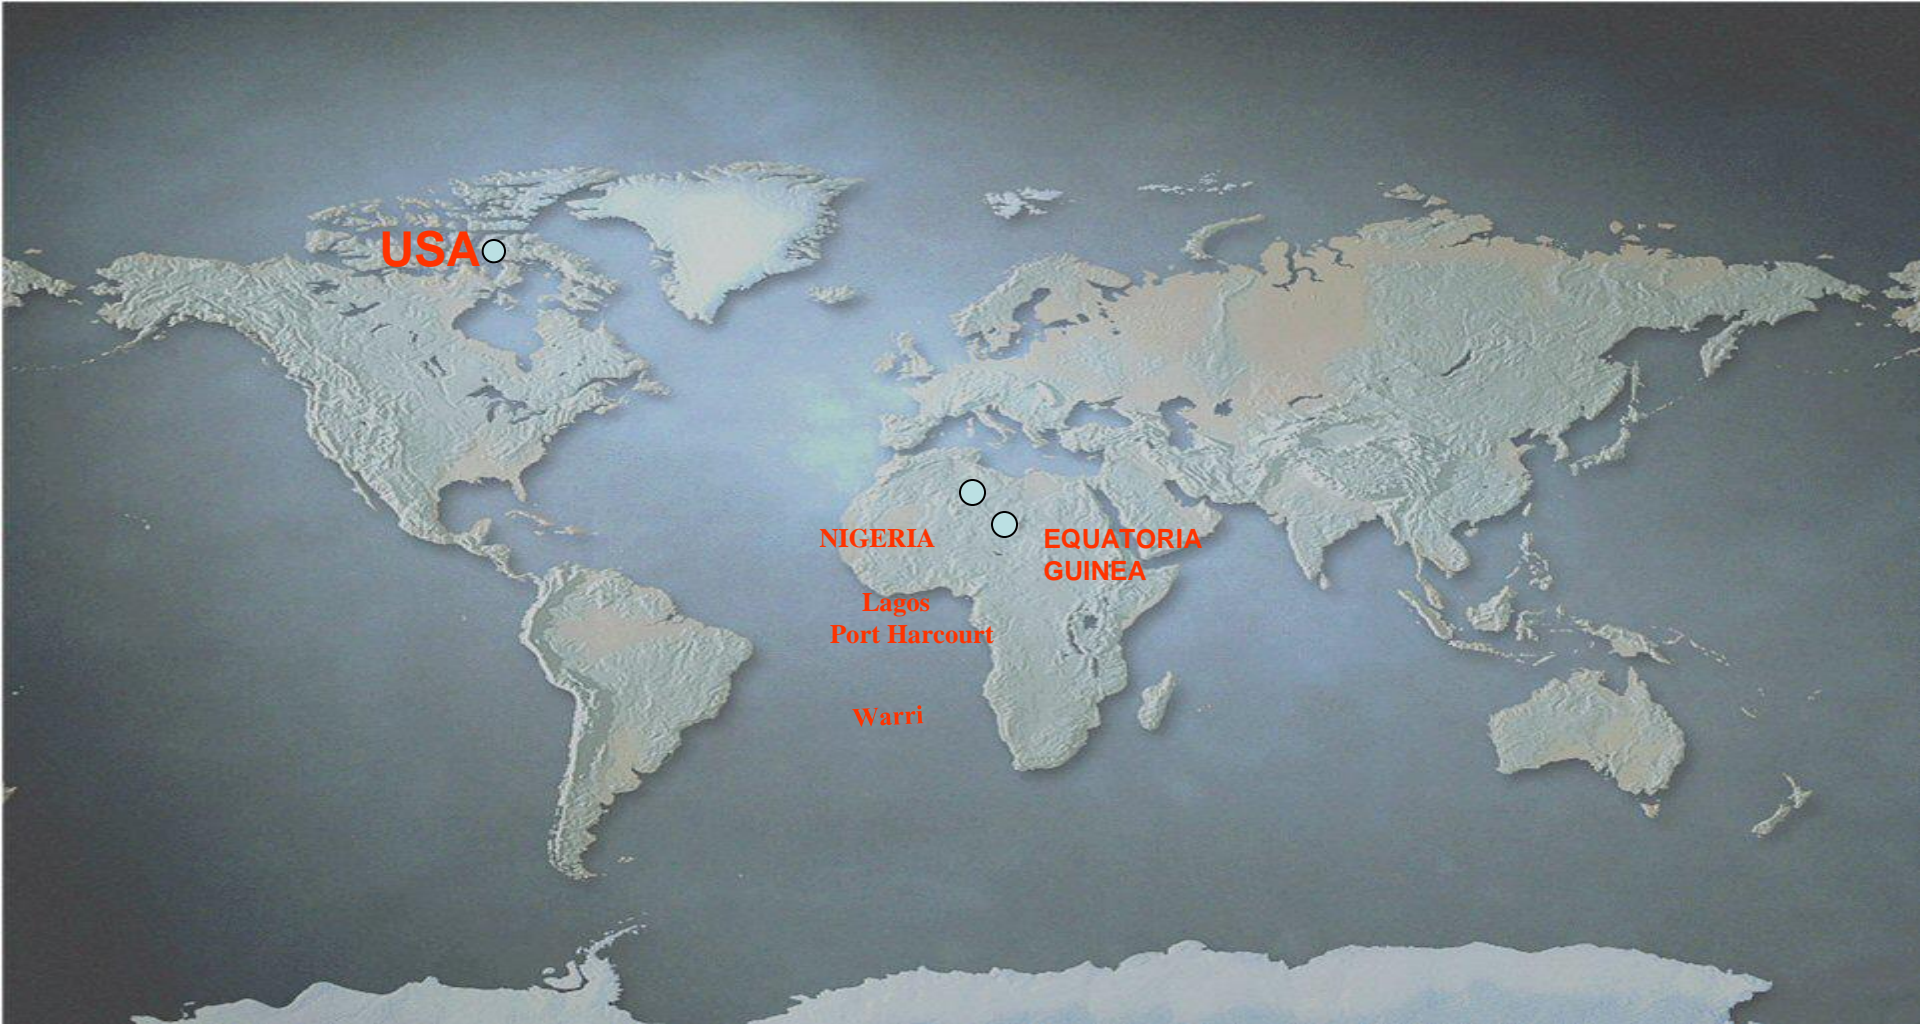 USA
NIGERIA
EQUATORIA
GUINEA
Lagos
Port Harcourt
Warri